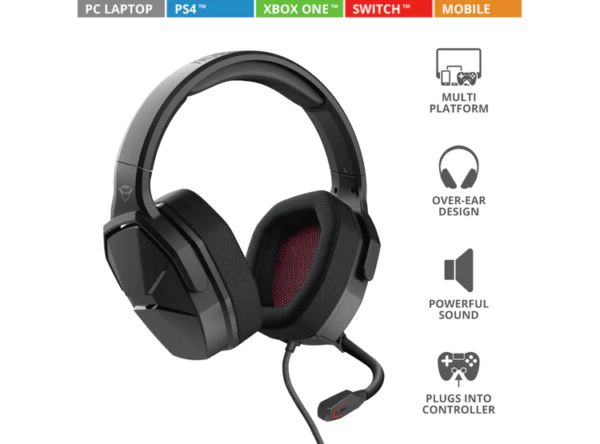 PC LAPTOP PS4™ XBOX ONE™ SWITCH™ MOBILE
MULTI
PLATFORM
OVER-EAR
DESIGN
POWERFUL
SOUND
PLUGS INTO
CONTROLLER